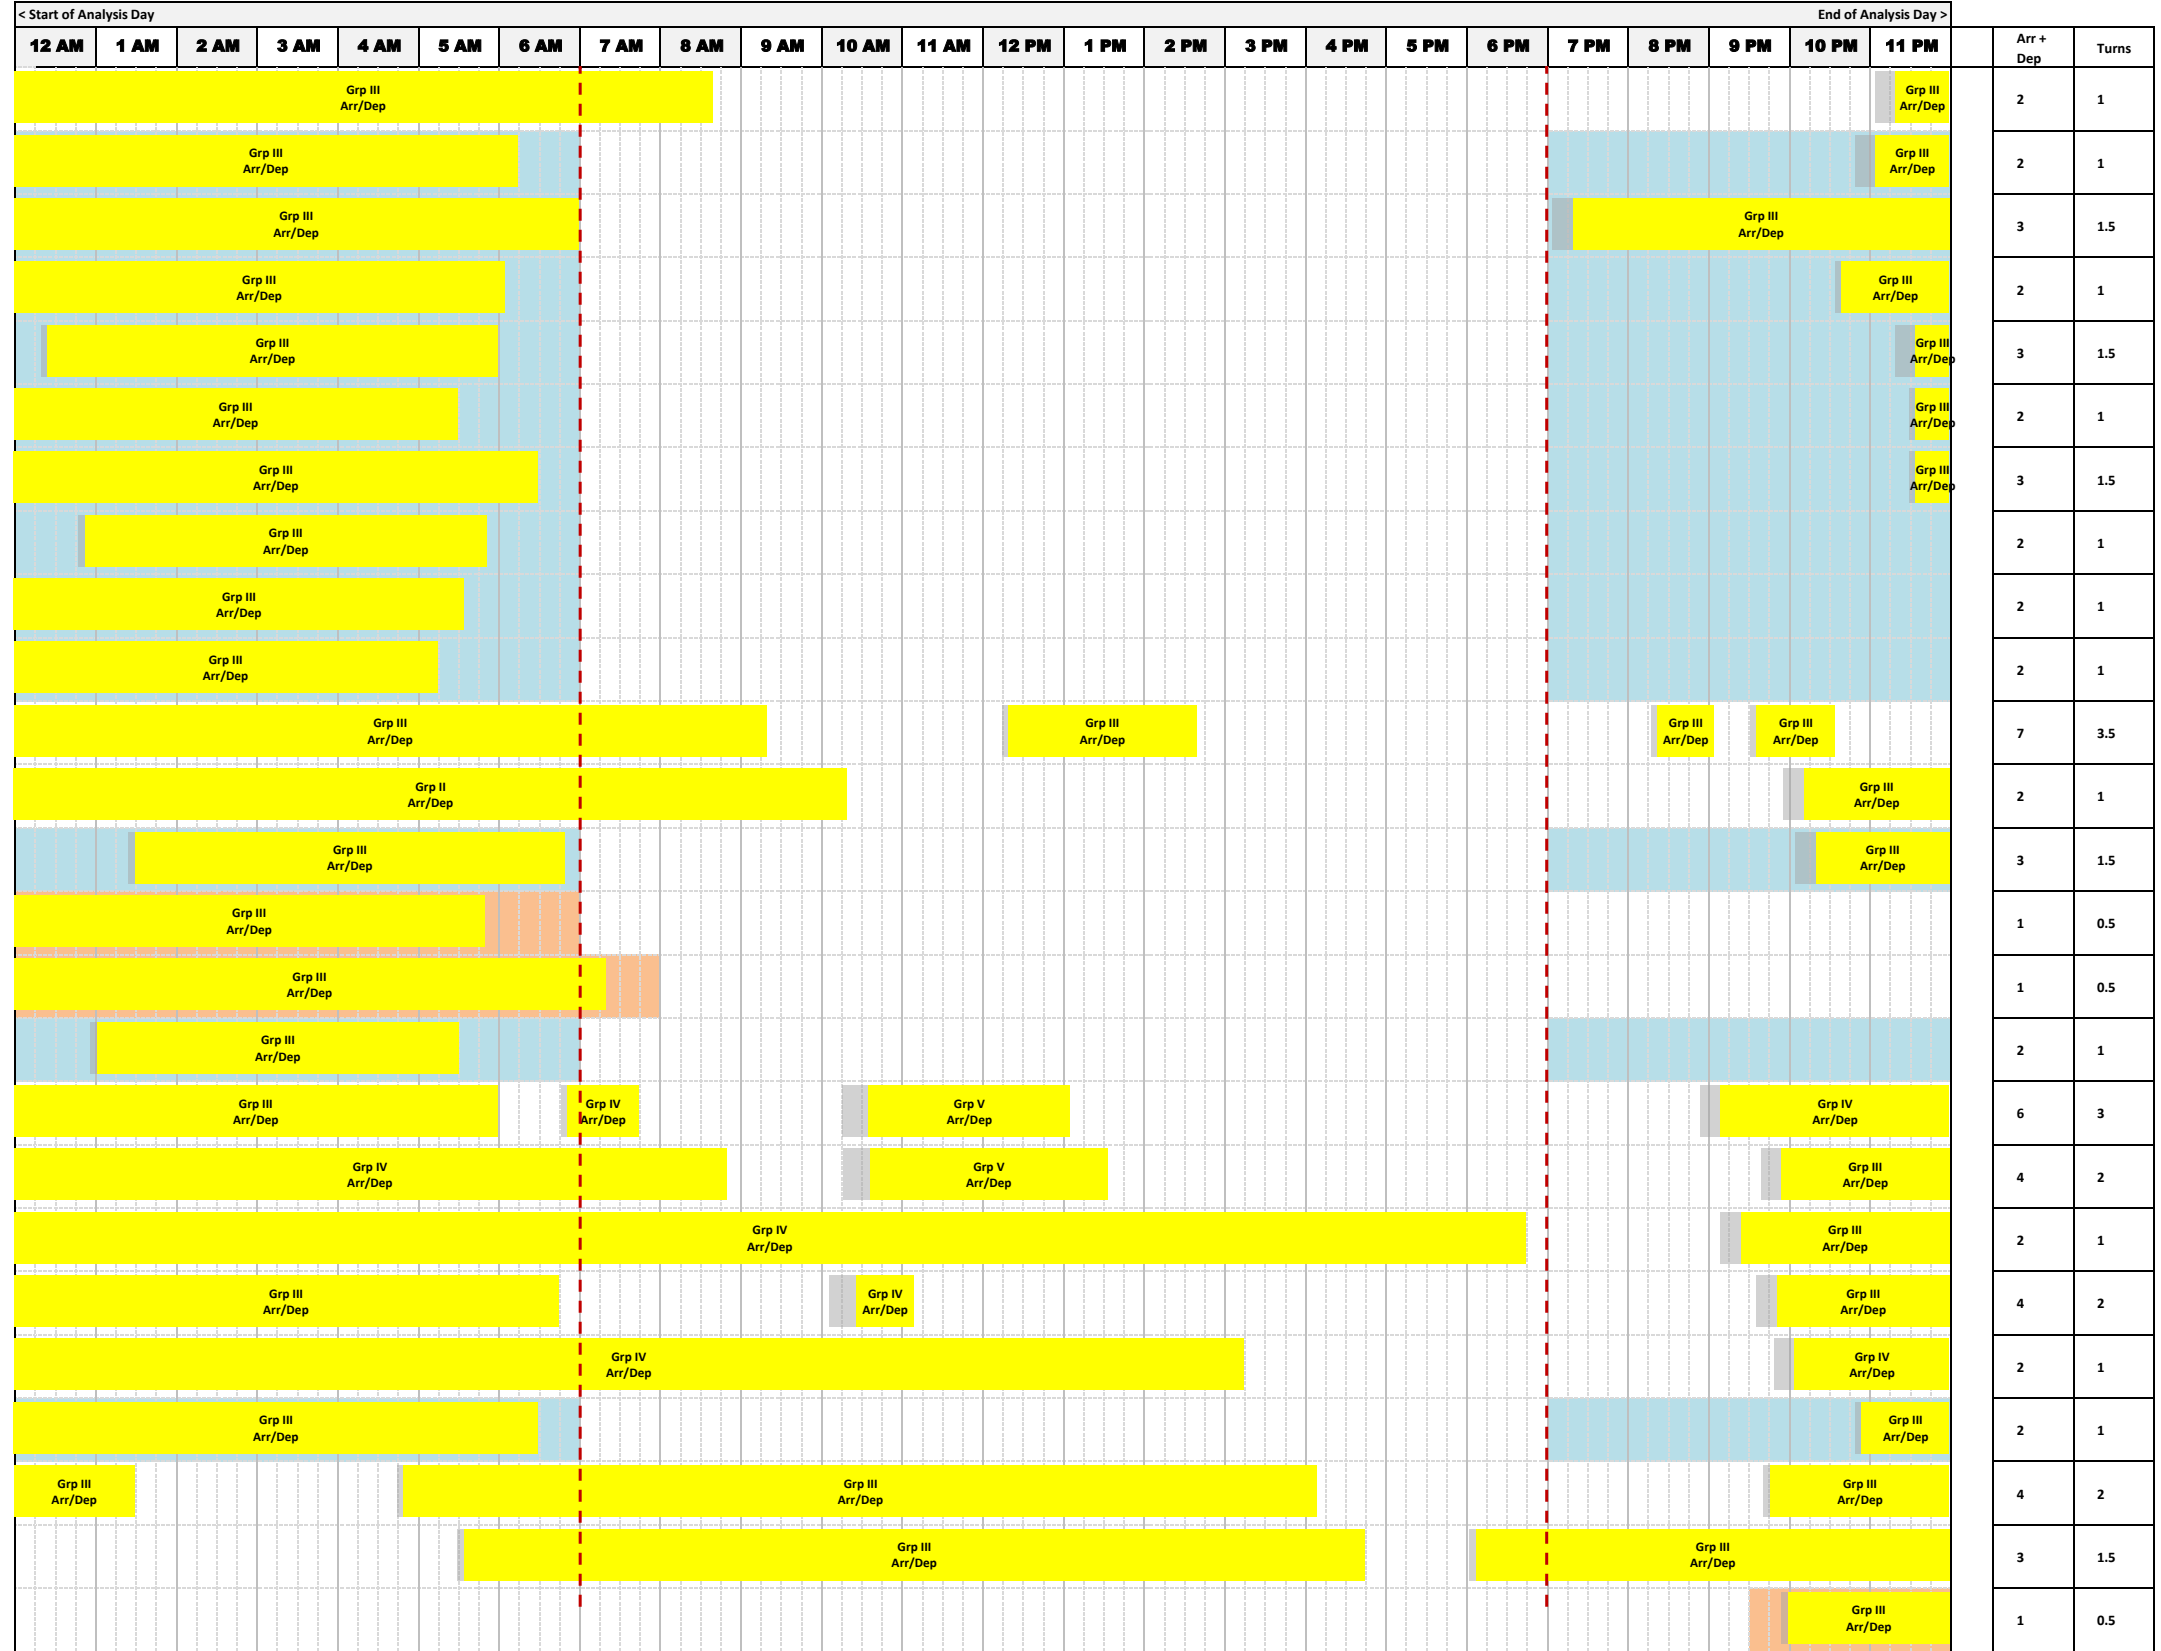 < Start of Analysis Day End of Analysis Day >
12 AM 1 AM 2 AM 3 AM 4 AM 5 AM 6 AM 7 AM 8 AM 9 AM 10 AM 11 AM 12 PM 1 PM 2 PM 3 PM 4 PM 5 PM 6 PM 7 PM 8 PM 9 PM 10 PM 11 PM Arr + Turns
Dep
Grp III Grp III
Arr/Dep Arr/Dep 2 1
Grp III Grp III
Arr/Dep Arr/Dep 2 1
Grp III Grp III
Arr/Dep Arr/Dep 3 1.5
Grp III Grp III
Arr/Dep Arr/Dep 2 1
Grp III Grp III
Arr/Dep Arr/Dep 3 1.5
Grp III Grp III
Arr/Dep Arr/Dep 2 1
Grp III Grp III
Arr/Dep Arr/Dep 3 1.5
Grp III
Arr/Dep 2 1
Grp III
Arr/Dep 2 1
Grp III
Arr/Dep 2 1
Grp III Grp III Grp III Grp III
Arr/Dep Arr/Dep Arr/Dep Arr/Dep 7 3.5
Grp II Grp III
Arr/Dep Arr/Dep 2 1
Grp III Grp III
Arr/Dep Arr/Dep 3 1.5
Grp III
Arr/Dep 1 0.5
Grp III
Arr/Dep 1 0.5
Grp III
Arr/Dep 2 1
Grp III Grp IV Grp V Grp IV
Arr/Dep Arr/Dep Arr/Dep Arr/Dep 6 3
Grp IV Grp V Grp III
Arr/Dep Arr/Dep Arr/Dep 4 2
Grp IV Grp III
Arr/Dep Arr/Dep 2 1
Grp III Grp IV Grp III
Arr/Dep Arr/Dep Arr/Dep 4 2
Grp IV Grp IV
Arr/Dep Arr/Dep 2 1
Grp III Grp III
Arr/Dep Arr/Dep 2 1
Grp III Grp III Grp III
Arr/Dep Arr/Dep Arr/Dep 4 2
Grp III Grp III
Arr/Dep Arr/Dep 3 1.5
Grp III
Arr/Dep 1 0.5